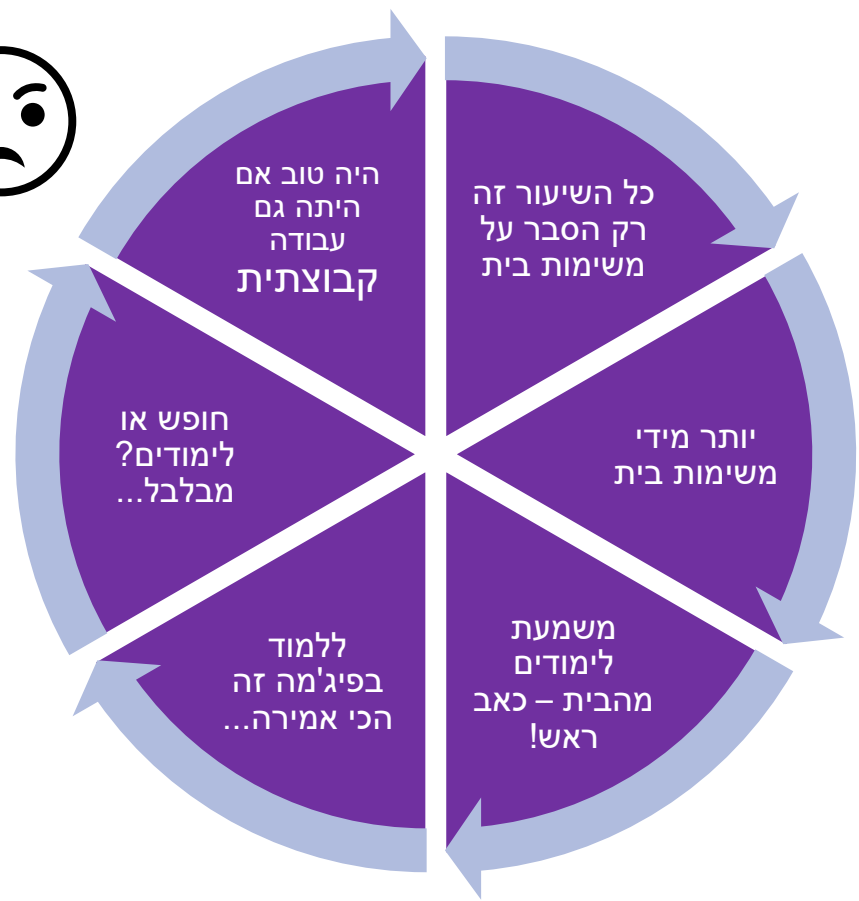 כל השיעור זה
רק הסבר על
משימות בית
יותר מידי
משימות בית
משמעת
לימודים
מהבית – כאב
ראש!
ללמוד
בפיג'מה זה
הכי אמירה...
חופש או
לימודים?
מבלבל...
היה טוב אם
היתה גם
עבודה
קבוצתית